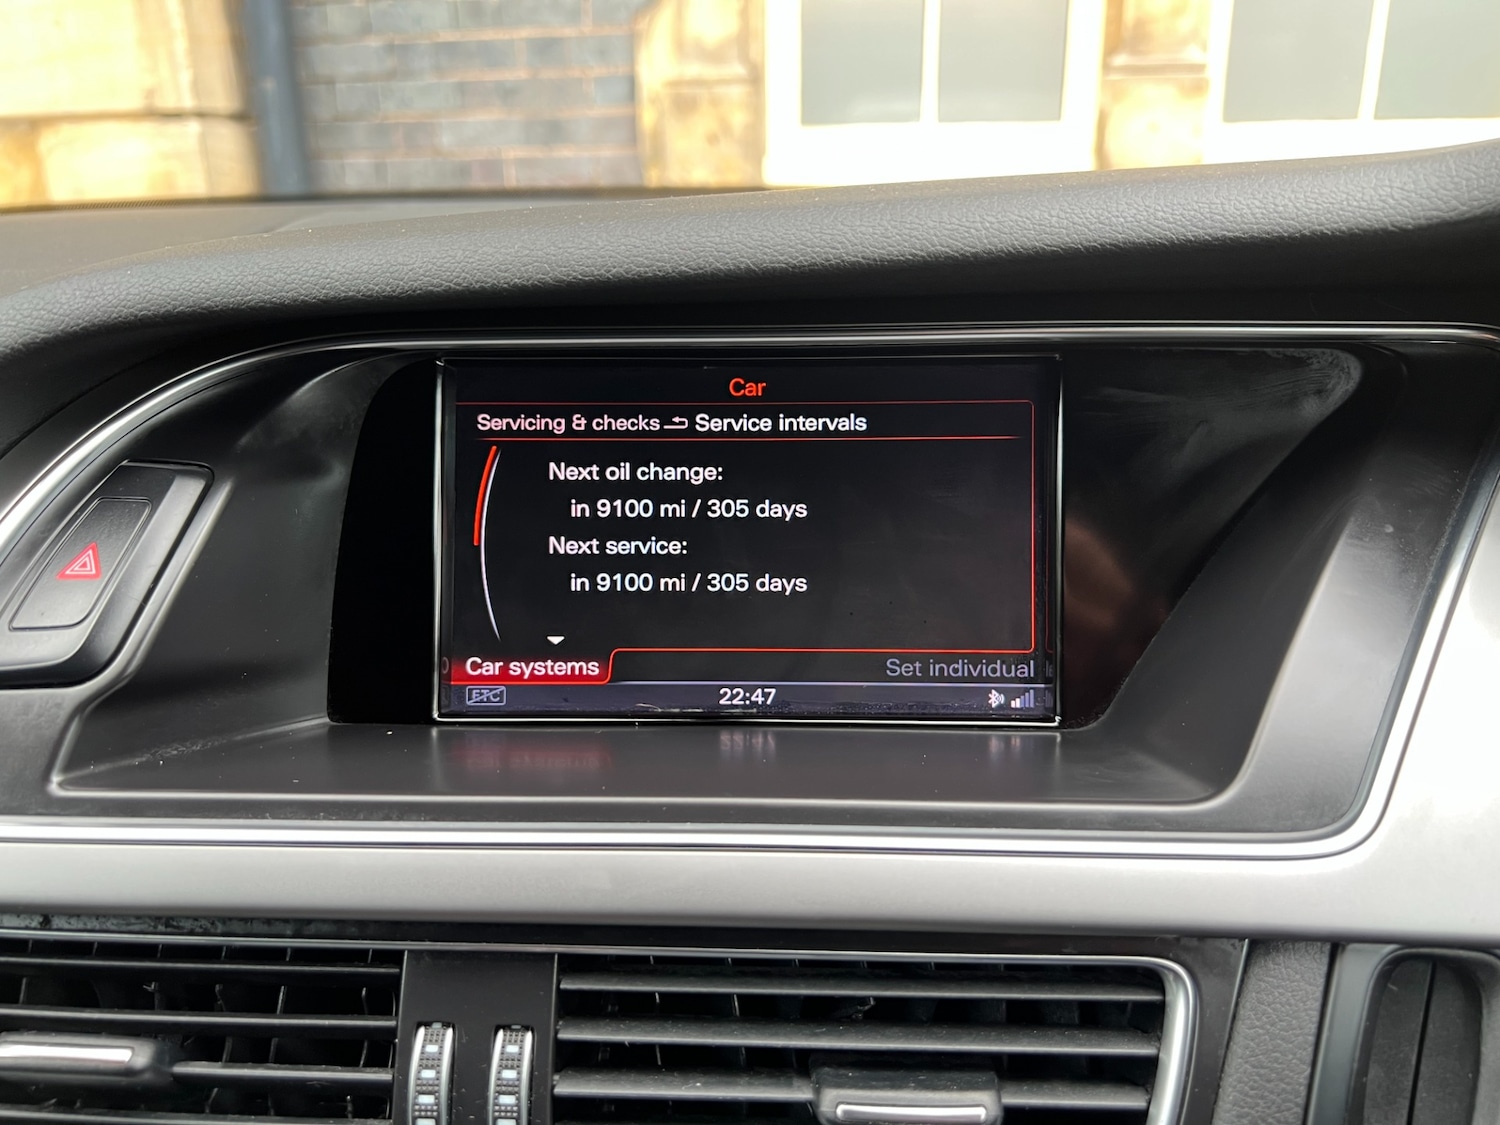 Car
Servicing & checks Service intervals
Next oil change:
in 9100 mi / 305 days
Next service:
in 9100 mi / 305 days
Car systems Set individual
ETC 22:47